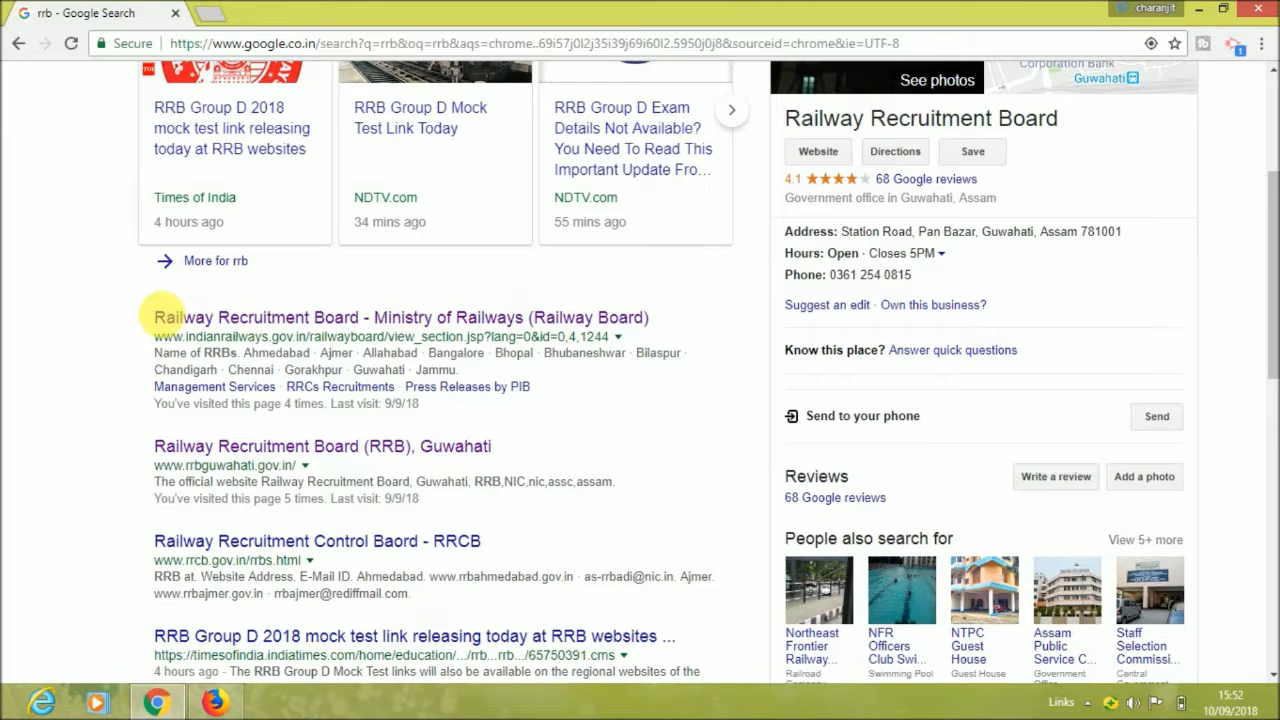 rrb - Google Search
charanjit
Secure
https://www.google.co.in/search?q=rrb&oq=rrb&aqs=chrome..69i57j0l2j35i39j69i60l2.5950j0j8&sourceid=chrome&ie=UTF-8
RRB Group D 2018
mock test link releasing
today at RRB websites
Times of India
4 hours ago
RRB Group D Mock
Test Link Today
NDTV.com
34 mins ago
RRB Group D Exam
Details Not Available?
You Need To Read This
Important Update Fro...
NDTV.com
55 mins ago
More for rrb
Railway Recruitment Board - Ministry of Railways (Railway Board)
www.indianrailways.gov.in/railwayboard/view_section.jsp?lang=0&id=0,4,1244
Name of RRBs. Ahmedabad · Ajmer · Allahabad · Bangalore · Bhopal · Bhubaneshwar · Bilaspur ·
Chandigarh · Chennai · Gorakhpur · Guwahati · Jammu.
Management Services · RRCs Recruitments · Press Releases by PIB
You've visited this page 4 times. Last visit: 9/9/18
Railway Recruitment Board (RRB), Guwahati
www.rrbguwahati.gov.in/
The official website Railway Recruitment Board, Guwahati, RRB,NIC,nic,assc,assam.
You've visited this page 5 times. Last visit: 9/9/18
Railway Recruitment Control Baord - RRCB
www.rrcb.gov.in/rrbs.html
RRB at. Website Address. E-Mail ID. Ahmedabad. www.rrbahmedabad.gov.in · as-rrbadi@nic.in. Ajmer.
www.rrbajmer.gov.in · rrbajmer@rediffmail.com.
RRB Group D 2018 mock test link releasing today at RRB websites ...
https://timesofindia.indiatimes.com/home/education/.../rrb...rrb.../65750391.cms
4 hours ago - The RRB Group D Mock Test links will also be available on the regional websites of the
See photos
Corporation Bank
Guwahati
Railway Recruitment Board
Website
Directions
Save
4.1
68 Google reviews
Government office in Guwahati, Assam
Address: Station Road, Pan Bazar, Guwahati, Assam 781001
Hours: Open · Closes 5PM
Phone: 0361 254 0815
Suggest an edit · Own this business?
Know this place? Answer quick questions
Send to your phone
Send
Reviews
Write a review
Add a photo
68 Google reviews
People also search for
View 5+ more
Northeast
Frontier
Railway...
Railroad
NFR
Officers
Club Swi...
Swimming Pool
NTPC
Guest
House
Guest House
Assam
Public
Service C...
Government
Staff
Selection
Commissi...
Central
Links
15:52
10/09/2018